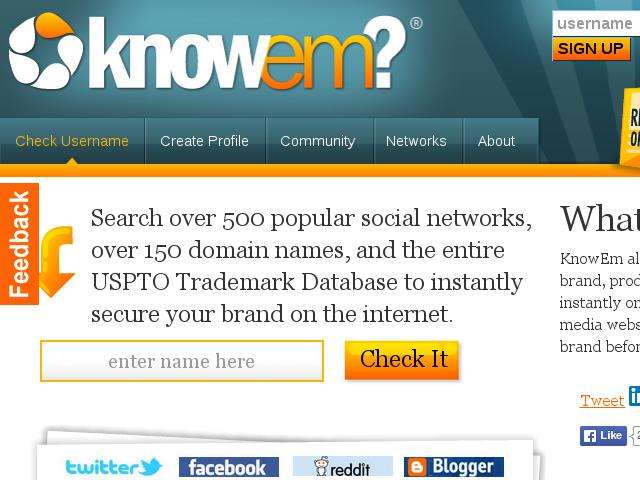 knowem?®
username
SIGN UP
Check Username
Create Profile
Community
Networks
About
Feedback
Search over 500 popular social networks,
over 150 domain names, and the entire
USPTO Trademark Database to instantly
secure your brand on the internet.
enter name here
Check It
What
KnowEm al
brand, prod
instantly on
media webs
brand befor
Tweet
in
Like
twitter
facebook
reddit
Blogger